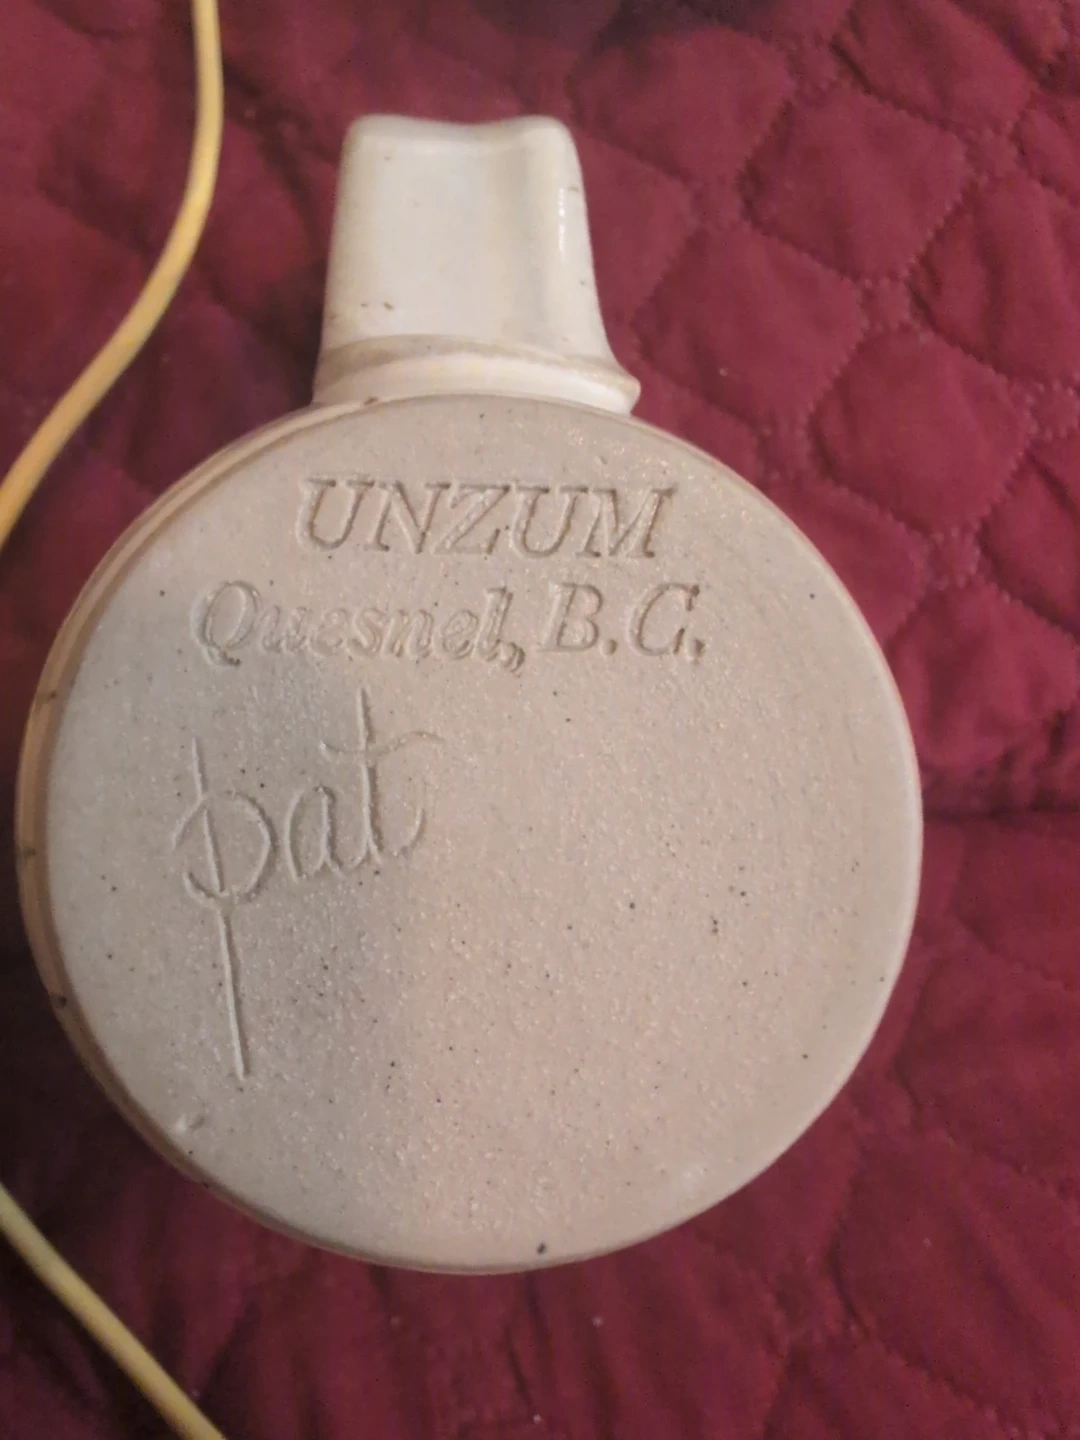 UNZUM
Quesnel, B.C.
pat